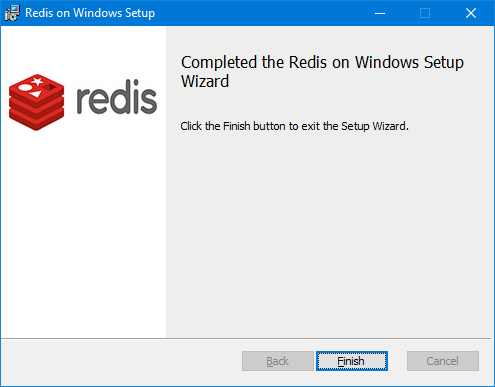 Redis on Windows Setup
redis
Completed the Redis on Windows Setup
Wizard
Click the Finish button to exit the Setup Wizard.
Back
Finish
Cancel